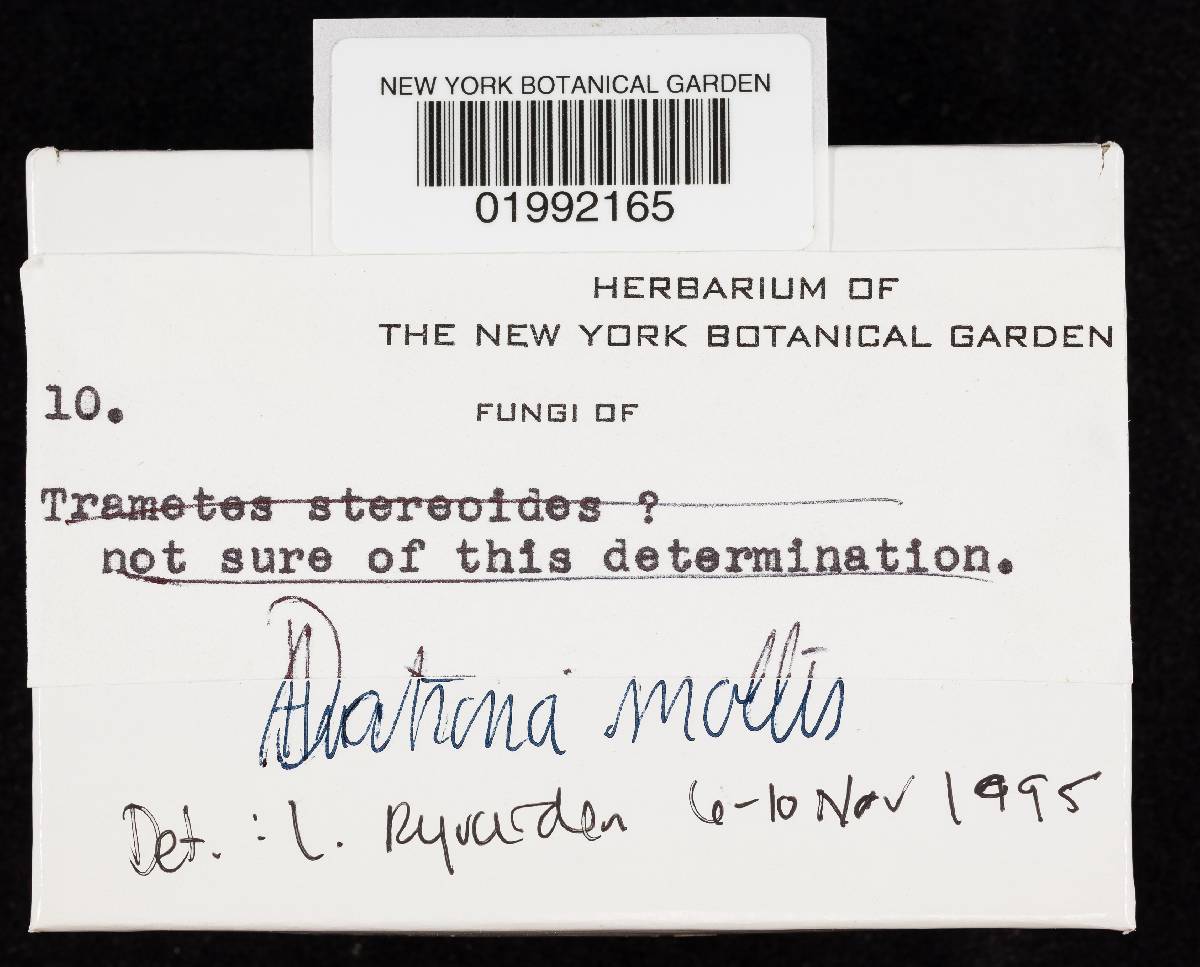 NEW YORK BOTANICAL GARDEN
01992165
HERBARIUM OF
THE NEW YORK BOTANICAL GARDEN
10.
FUNGI OF
Trametes stereoides ?
not sure of this determination.
Datronia mollis
Det. : L. Ryvarden 6-10 Nov 1995